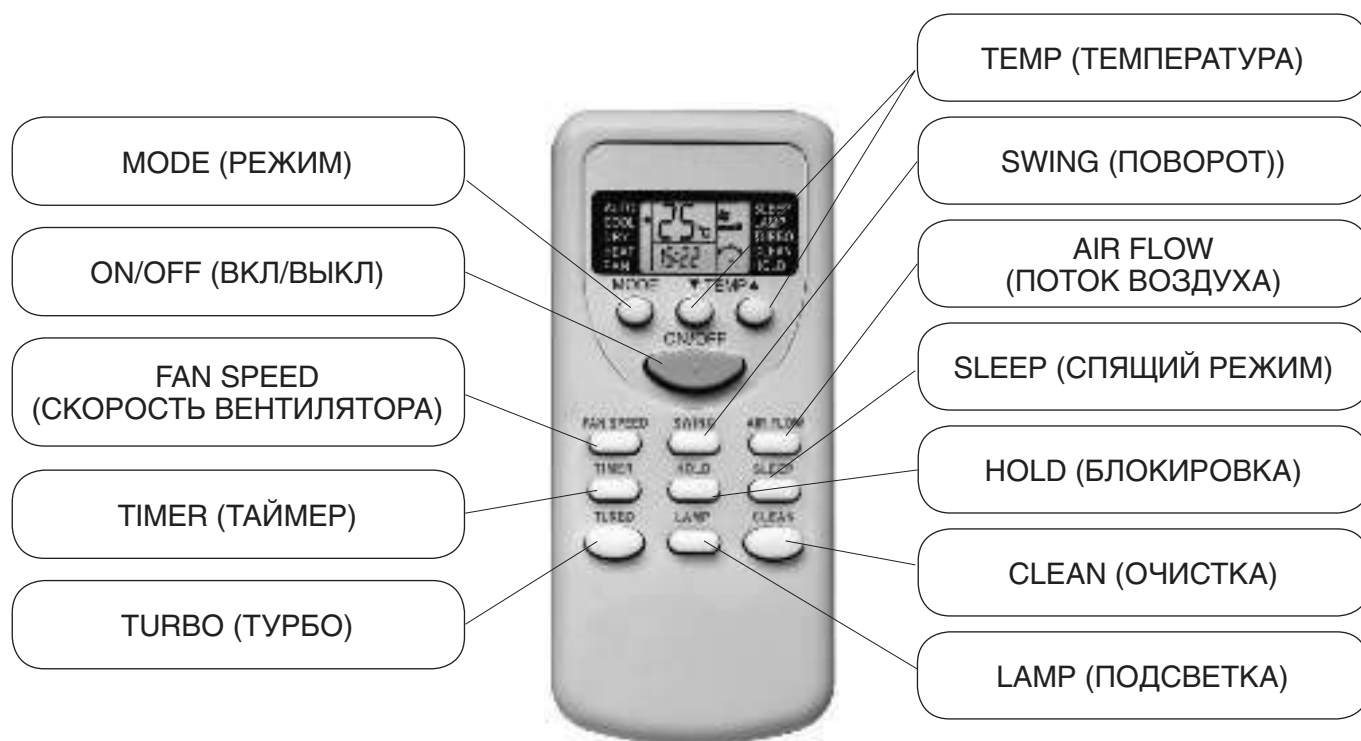 MODE (РЕЖИМ)
ON/OFF (ВКЛ/ВЫКЛ)
FAN SPEED
(СКОРОСТЬ ВЕНТИЛЯТОРА)
TIMER (ТАЙМЕР)
TURBO (ТУРБО)
25 °C
MODE ▼ TEMP ▲
ON/OFF
FAN SPEED SWING AIR FLOW
TIMER HOLD SLEEP
TURBO LAMP CLEAN
TEMP (ТЕМПЕРАТУРА)
SWING (ПОВОРОТ))
AIR FLOW
(ПОТОК ВОЗДУХА)
SLEEP (СПЯЩИЙ РЕЖИМ)
HOLD (БЛОКИРОВКА)
CLEAN (ОЧИСТКА)
LAMP (ПОДСВЕТКА)